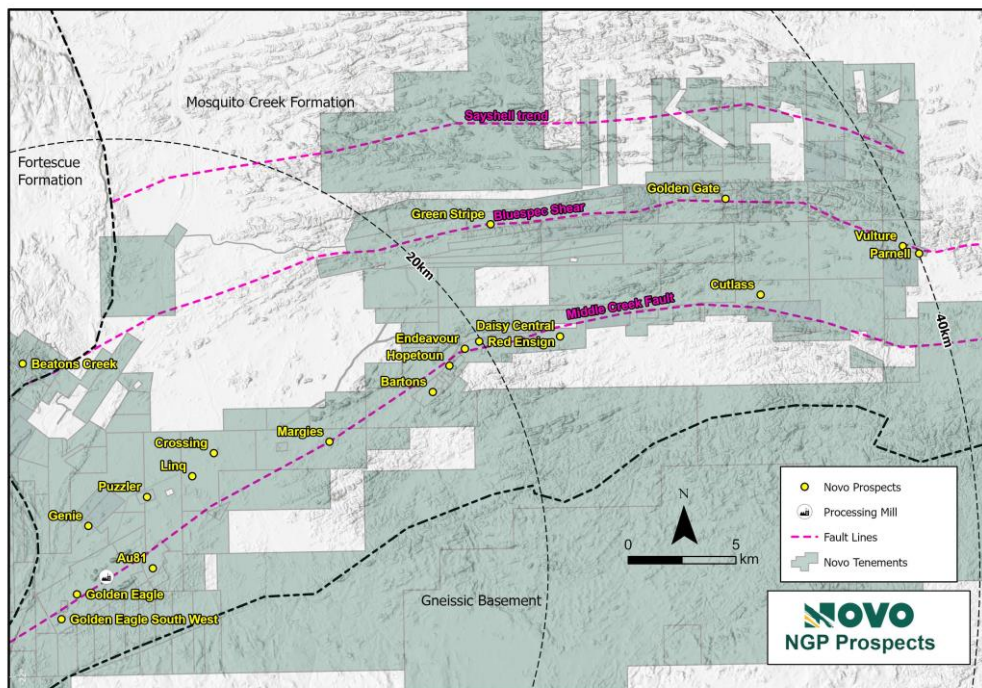 Mosquito Creek Formation
Sayshell trend
Fortescue
Formation
Golden Gate
Green Stripe
Bluespec Shear
Vulture
Parnell
20km
Cutlass
Middle Creek Fault
40km
Daisy Central
Endeavour
Red Ensign
Hopetoun
Beatons Creek
Bartons
Margies
Crossing
Linq
Puzzler
Genie
Au81
Golden Eagle
Golden Eagle South West
Gneissic Basement
N
0 5
km
Novo Prospects
Processing Mill
Fault Lines
Novo Tenements
NOVO
NGP Prospects